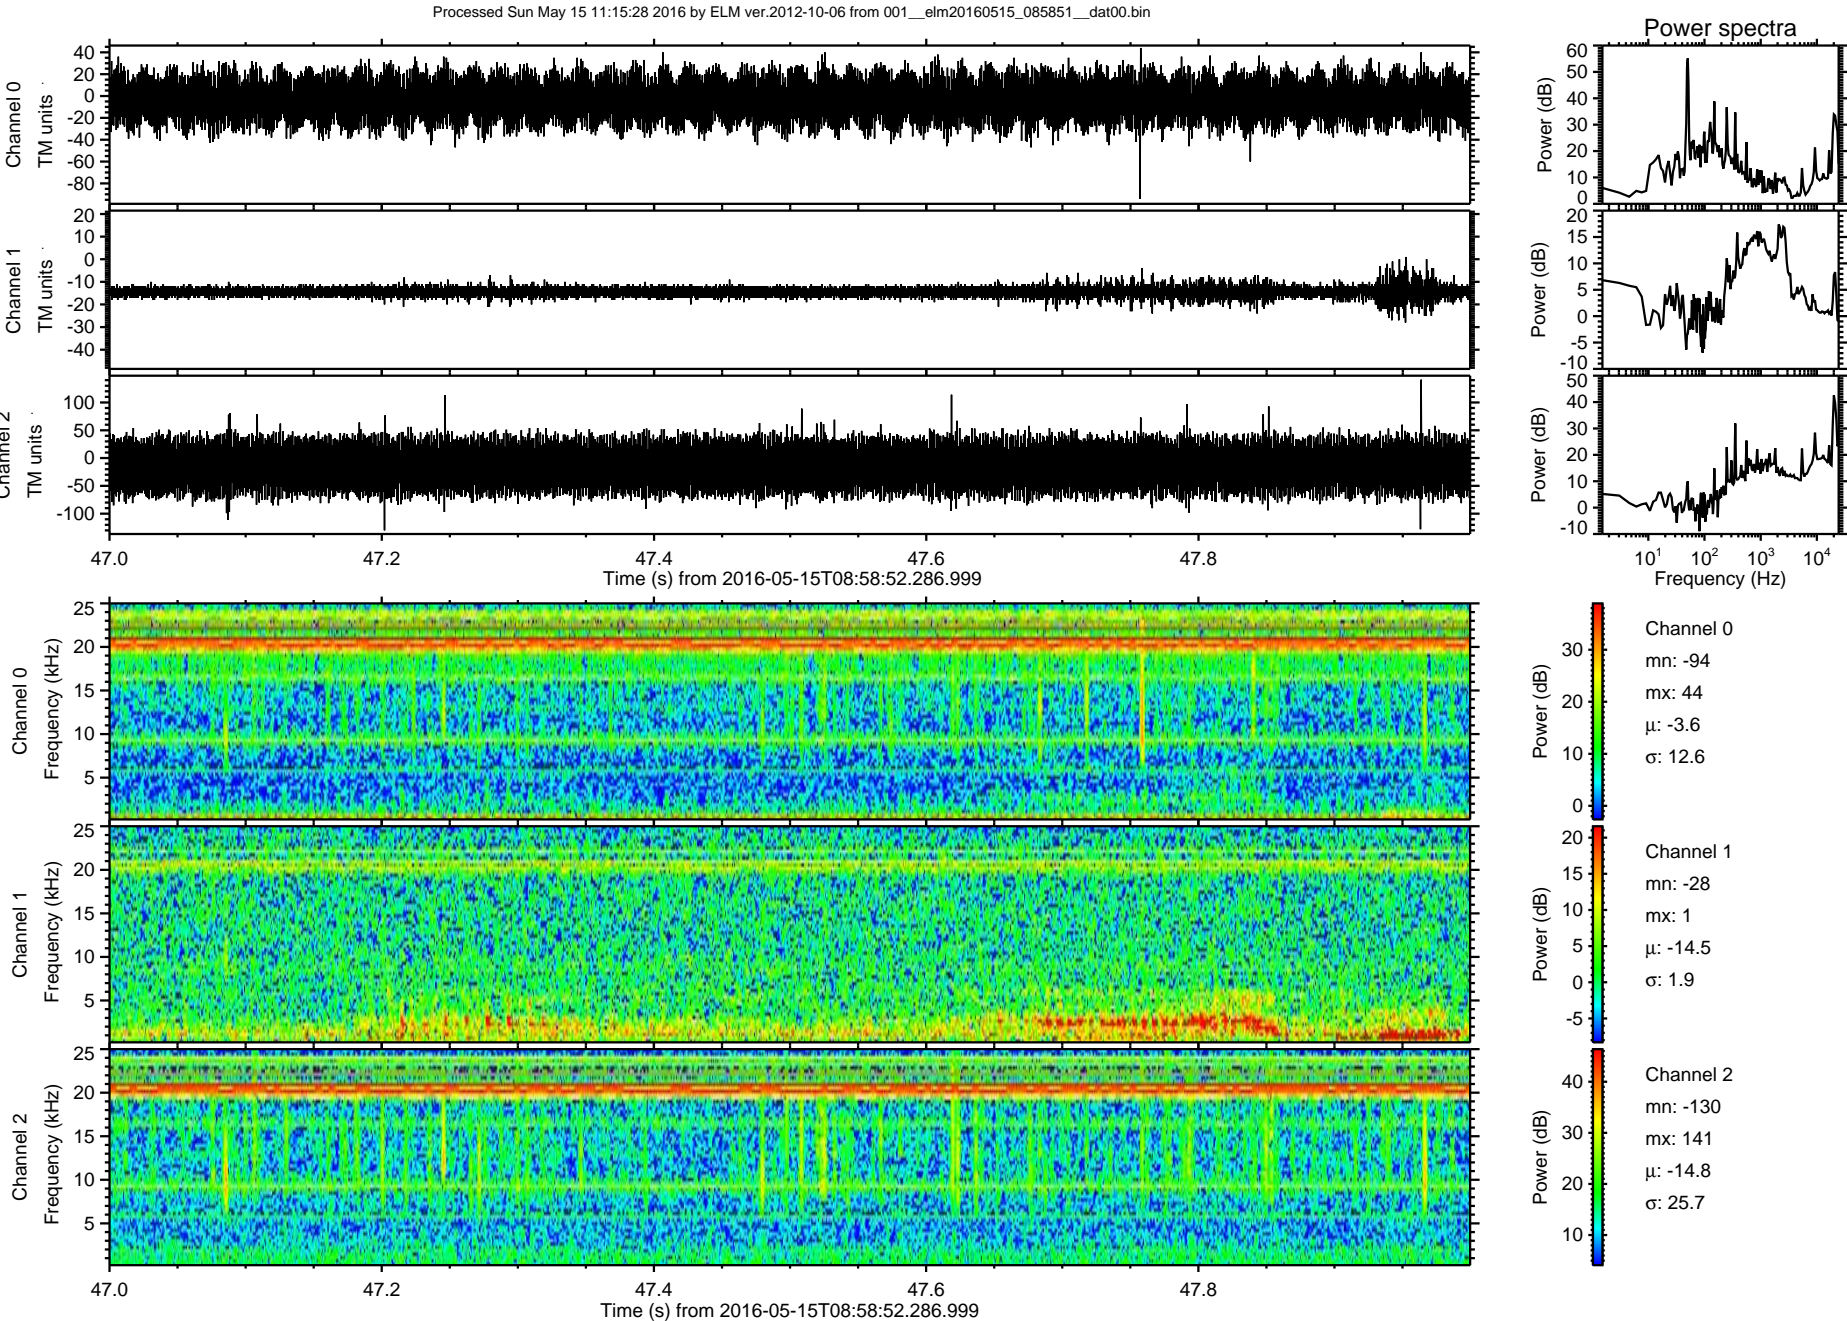 Processed Sun May 15 11:15:28 2016 by ELM ver.2012-10-06 from 001__elm20160515_085851__dat00.bin
Power spectra
Channel 0
TM units
40
20
0
-20
-40
-60
-80
Power (dB)
60
50
40
30
20
10
0
Channel 1
TM units
20
10
0
-10
-20
-30
-40
Power (dB)
20
15
10
5
0
-5
-10
Channel 2
TM units
100
50
0
-50
-100
Power (dB)
50
40
30
20
10
0
-10
47.0 47.2 47.4 47.6 47.8
Time (s) from 2016-05-15T08:58:52.286.999
10^1 10^2 10^3 10^4
Frequency (Hz)
Channel 0
Frequency (kHz)
25
20
15
10
5
Power (dB)
30
20
10
0
Channel 0
mn: -94
mx: 44
μ: -3.6
σ: 12.6
Channel 1
Frequency (kHz)
25
20
15
10
5
Power (dB)
20
15
10
5
0
-5
Channel 1
mn: -28
mx: 1
μ: -14.5
σ: 1.9
Channel 2
Frequency (kHz)
25
20
15
10
5
Power (dB)
40
30
20
10
Channel 2
mn: -130
mx: 141
μ: -14.8
σ: 25.7
47.0 47.2 47.4 47.6 47.8
Time (s) from 2016-05-15T08:58:52.286.999